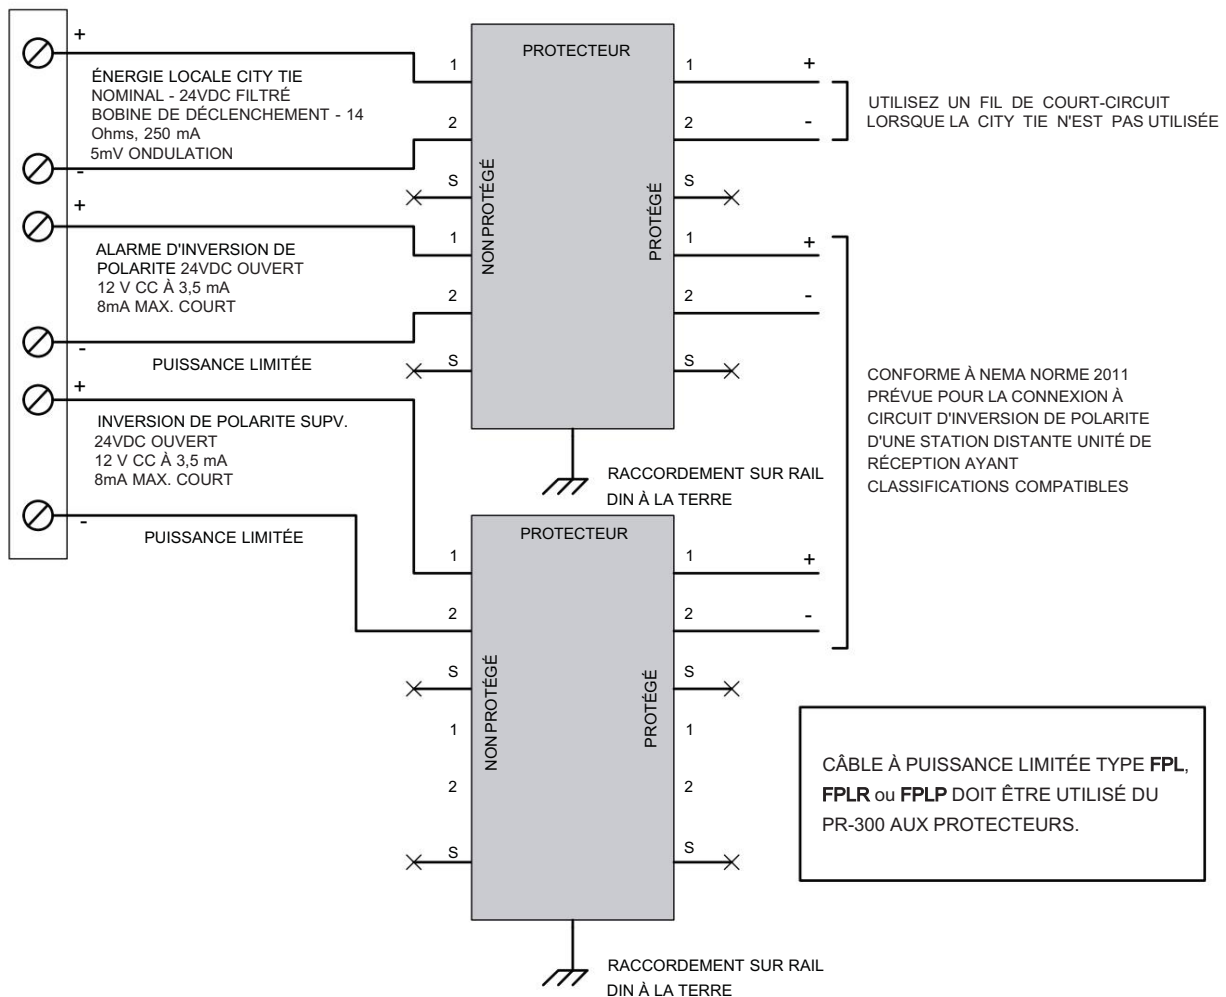 +
ÉNERGIE LOCALE CITY TIE
NOMINAL - 24VDC FILTRÉ
BOBINE DE DÉCLENCHEMENT - 14
Ohms, 250 mA
5mV ONDULATION
-
+
ALARME D'INVERSION DE
POLARITE 24VDC OUVERT
12 V CC À 3,5 mA
8mA MAX. COURT
-
PUISSANCE LIMITÉE
+
INVERSION DE POLARITE SUPV.
24VDC OUVERT
12 V CC À 3,5 mA
8mA MAX. COURT
-
PUISSANCE LIMITÉE
PROTECTEUR
1
2
S
1
2
S
NON PROTÉGÉ
PROTÉGÉ
1
2
S
1
2
S
+
-
+
-
UTILISEZ UN FIL DE COURT-CIRCUIT
LORSQUE LA CITY TIE N'EST PAS UTILISÉE
CONFORME À NEMA NORME 2011
PRÉVUE POUR LA CONNEXION À
CIRCUIT D'INVERSION DE POLARITE
D'UNE STATION DISTANTE UNITÉ DE
RÉCEPTION AYANT
CLASSIFICATIONS COMPATIBLES
RACCORDEMENT SUR RAIL
DIN À LA TERRE
PROTECTEUR
1
2
S
1
2
S
NON PROTÉGÉ
PROTÉGÉ
1
2
S
1
2
S
+
-
CÂBLE À PUISSANCE LIMITÉE TYPE FPL,
FPLR ou FPLP DOIT ÊTRE UTILISÉ DU
PR-300 AUX PROTECTEURS.
RACCORDEMENT SUR RAIL
DIN À LA TERRE